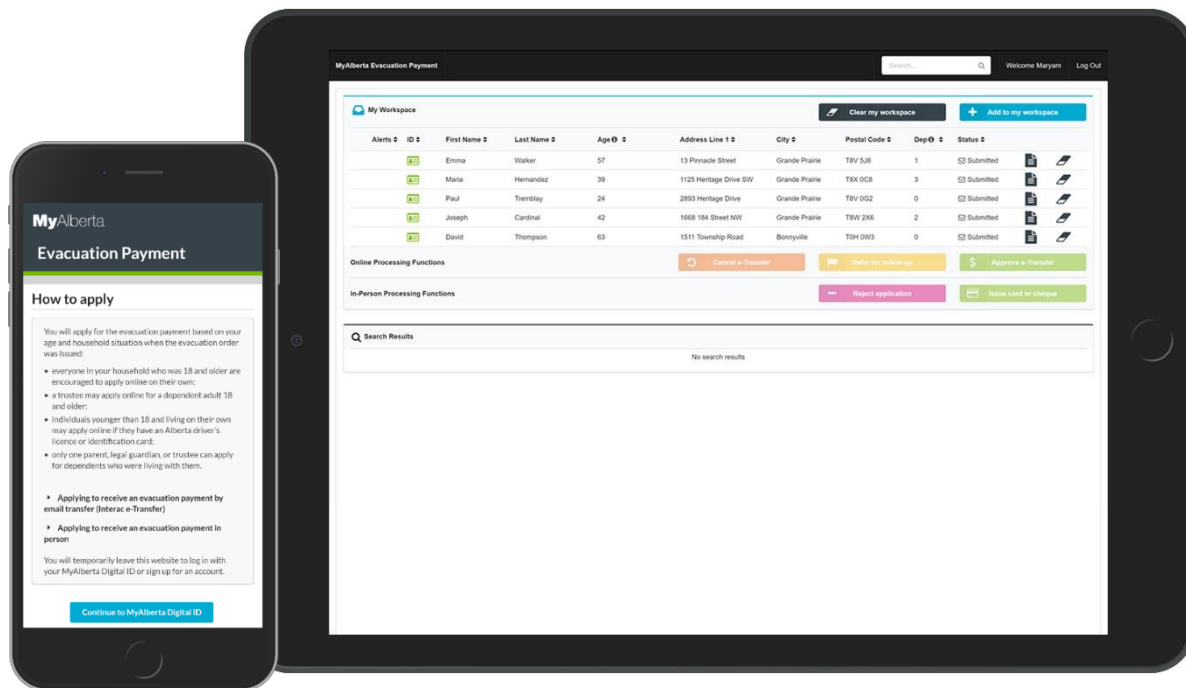 MyAlberta
Evacuation Payment
How to apply
You will apply for the evacuation payment based on your
age and household situation when the evacuation order
was issued:
• everyone in your household who was 18 and older are
encouraged to apply online on their own;
• a trustee may apply online for a dependent adult 18
and older;
• individuals younger than 18 and living on their own
may apply online if they have an Alberta driver's
licence or identification card;
• only one parent, legal guardian, or trustee can apply
for dependents who were living with them.
Applying to receive an evacuation payment by
email transfer (Interac e-Transfer)
Applying to receive an evacuation payment in
person
You will temporarily leave this website to log in with
your MyAlberta Digital ID or sign up for an account.
Continue to MyAlberta Digital ID
MyAlberta Evacuation Payment Search... Welcome Maryam Log Out
My Workspace Clear my workspace Add to my workspace
Alerts ID First Name Last Name Age Address Line 1 City Postal Code Dep Status
Emma Walker 57 13 Pinnacle Street Grande Prairie T8V 5J8 1 Submitted
Maria Hernandez 39 1125 Heritage Drive SW Grande Prairie T8X 0C8 3 Submitted
Paul Tremblay 24 2893 Heritage Drive Grande Prairie T8V 0G2 0 Submitted
Joseph Cardinal 42 1668 184 Street NW Grande Prairie T8W 2X6 2 Submitted
David Thompson 63 1511 Township Road Bonnyville T0H 0W3 0 Submitted
Online Processing Functions Cancel e-Transfer Refer for follow-up Approve e-Transfer
In-Person Processing Functions Reject application Issue card or cheque
Search Results
No search results